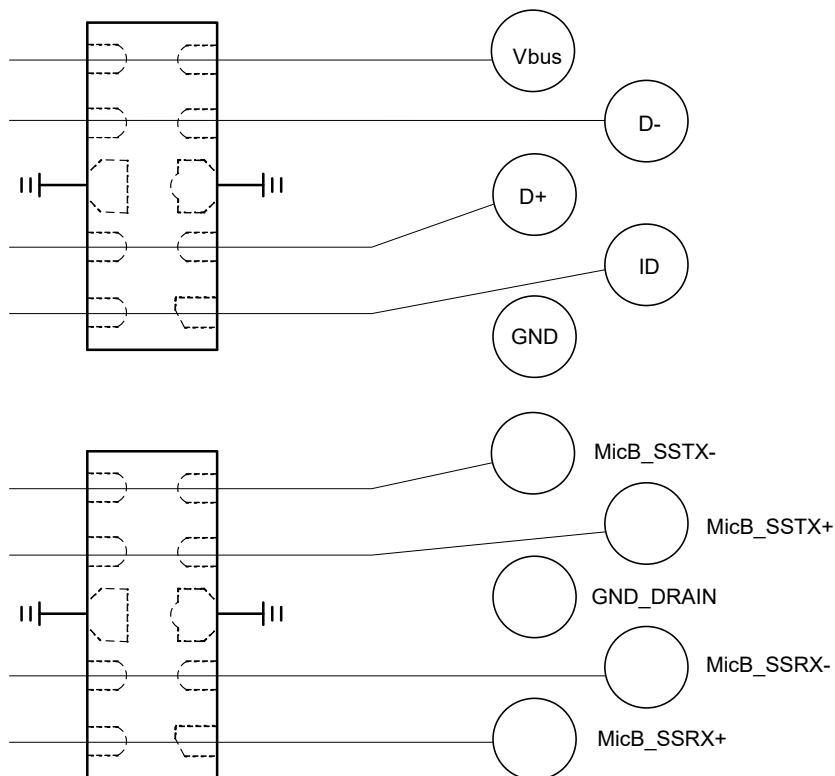 Vbus
D-
D+
ID
GND
MicB_SSTX-
MicB_SSTX+
GND_DRAIN
MicB_SSRX-
MicB_SSRX+